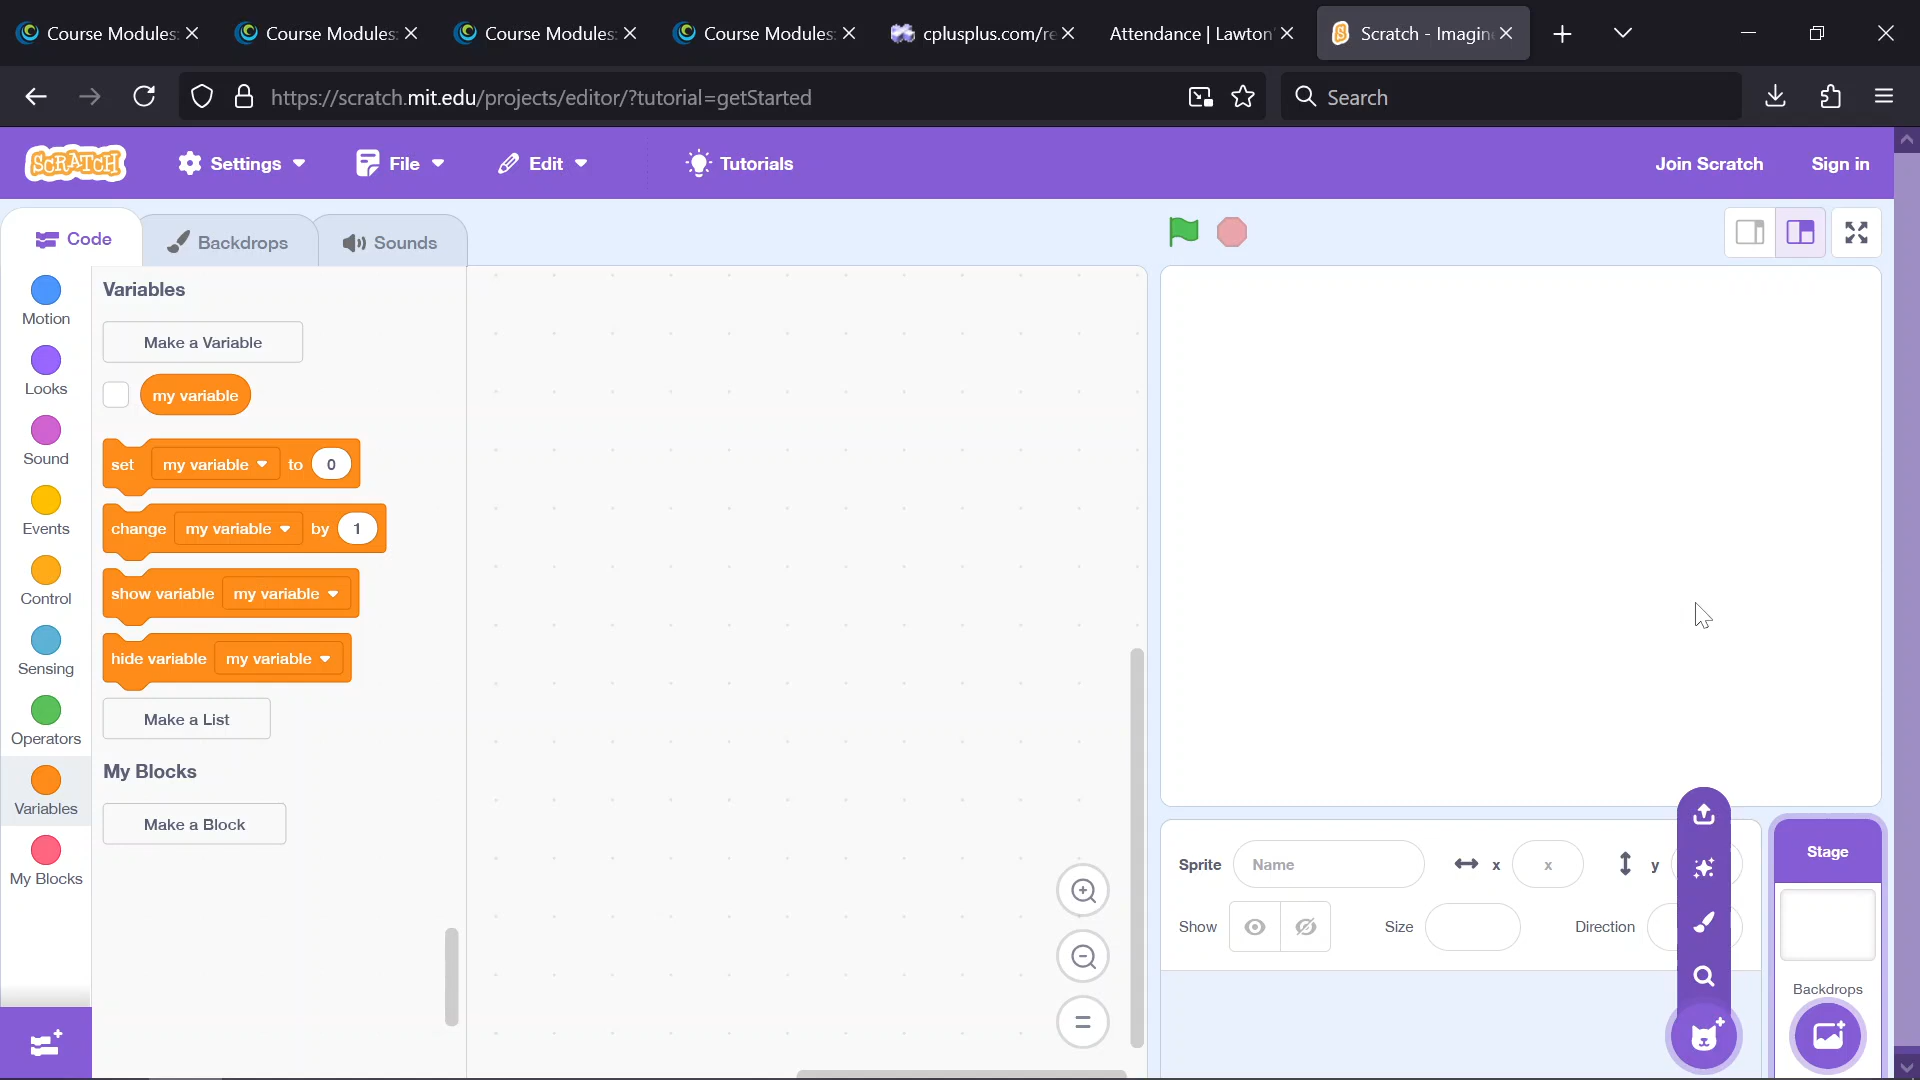 Course Modules:
Course Modules:
Course Modules:
Course Modules:
cplusplus.com/re
Attendance | Lawton
Scratch - Imagin
https://scratch.mit.edu/projects/editor/?tutorial=getStarted
Search
SCRATCH
Settings
File
Edit
Tutorials
Join Scratch
Sign in
Code
Backdrops
Sounds
Motion
Looks
Sound
Events
Control
Sensing
Operators
Variables
My Blocks
Variables
Make a Variable
my variable
set my variable to 0
change my variable by 1
show variable my variable
hide variable my variable
Make a List
My Blocks
Make a Block
Sprite Name x x y
Show Size Direction
Stage
Backdrops